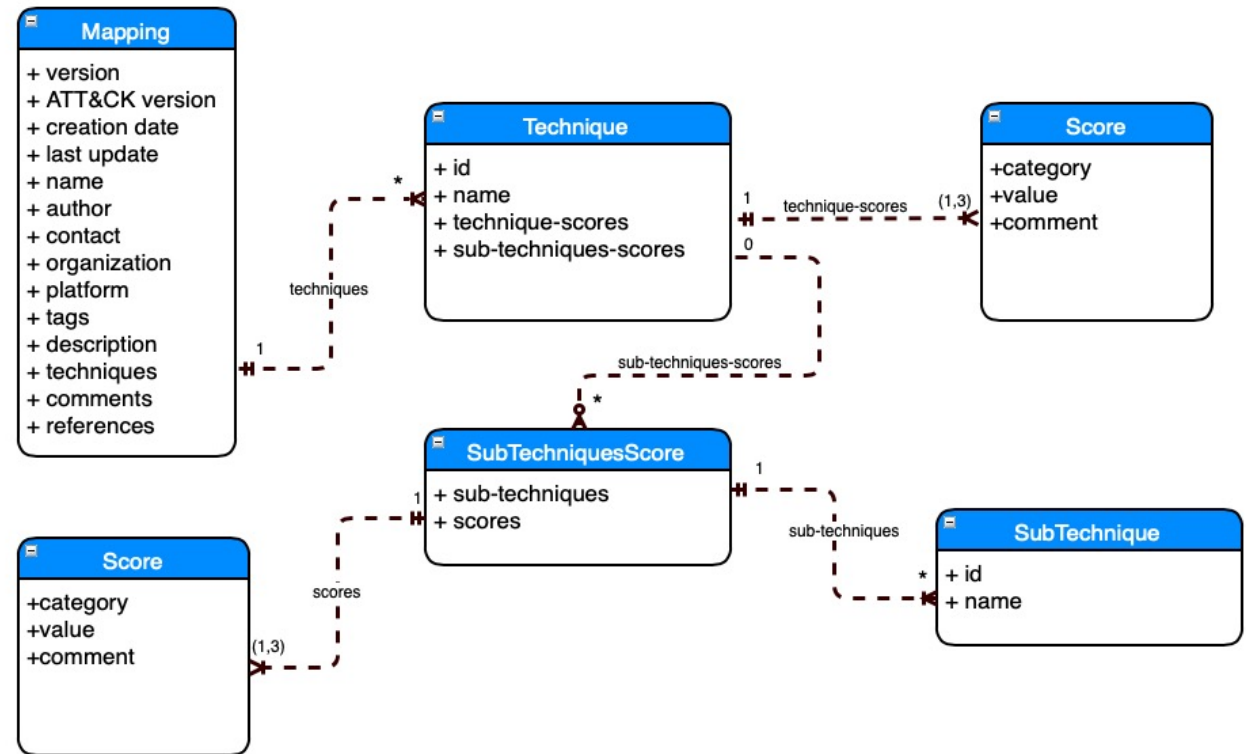 Mapping
+ version
+ ATT&CK version
+ creation date
+ last update
+ name
+ author
+ contact
+ organization
+ platform
+ tags
+ description
+ techniques
+ comments
+ references
1
techniques
*
Technique
+ id
+ name
+ technique-scores
+ sub-techniques-scores
1
technique-scores
(1,3)
0
Score
+category
+value
+comment
sub-techniques-scores
*
SubTechniquesScore
+ sub-techniques
+ scores
1
sub-techniques
*
SubTechnique
+ id
+ name
1
scores
(1,3)
Score
+category
+value
+comment